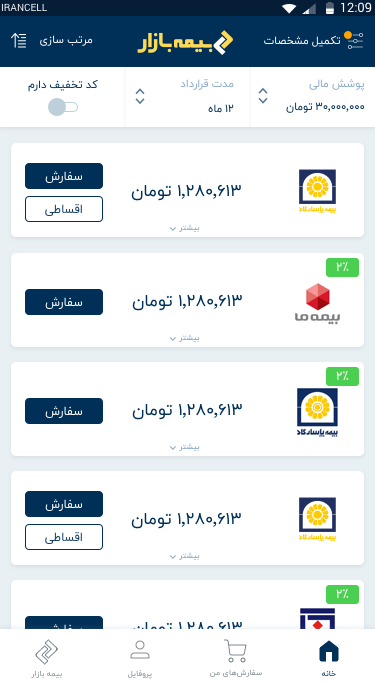 IRANCELL
12:09
تکمیل مشخصات
بیمه بازار
مرتب سازی
پوشش مالی
۳۰,۰۰۰,۰۰۰ تومان
مدت قرارداد
۱۲ ماه
کد تخفیف دارم
بیمه پاسارگاد
۱,۲۸۰,۶۱۳ تومان
سفارش
اقساطی
بیشتر
۲٪
بیمه ما
۱,۲۸۰,۶۱۳ تومان
سفارش
بیشتر
۲٪
بیمه پاسارگاد
۱,۲۸۰,۶۱۳ تومان
سفارش
بیشتر
بیمه پاسارگاد
۱,۲۸۰,۶۱۳ تومان
سفارش
اقساطی
بیشتر
۲٪
۱,۲۸۰,۶۱۳ تومان
سفارش
خانه
سفارش‌های من
پروفایل
بیمه بازار